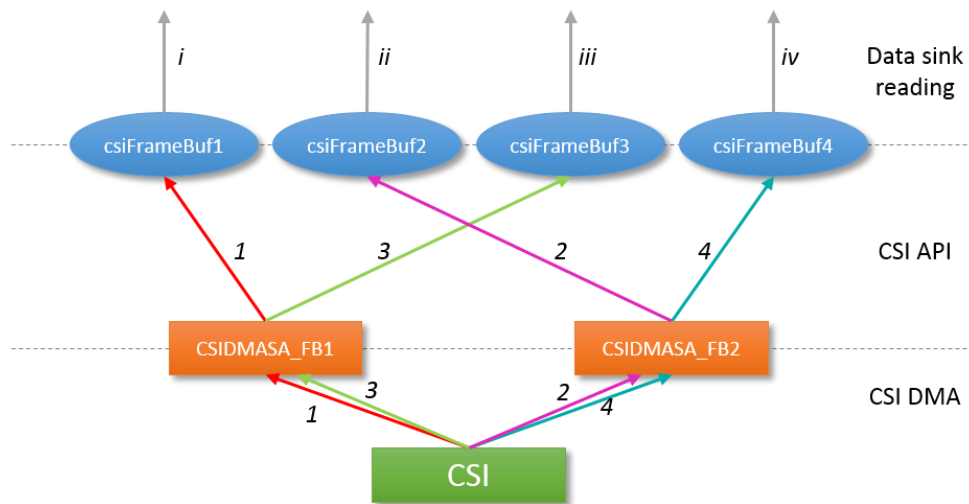 i
ii
iii
iv
Data sink
reading
csiFrameBuf1
csiFrameBuf2
csiFrameBuf3
csiFrameBuf4
1
3
2
4
CSI API
CSIDMASA_FB1
CSIDMASA_FB2
3
2
1
4
CSI DMA
CSI